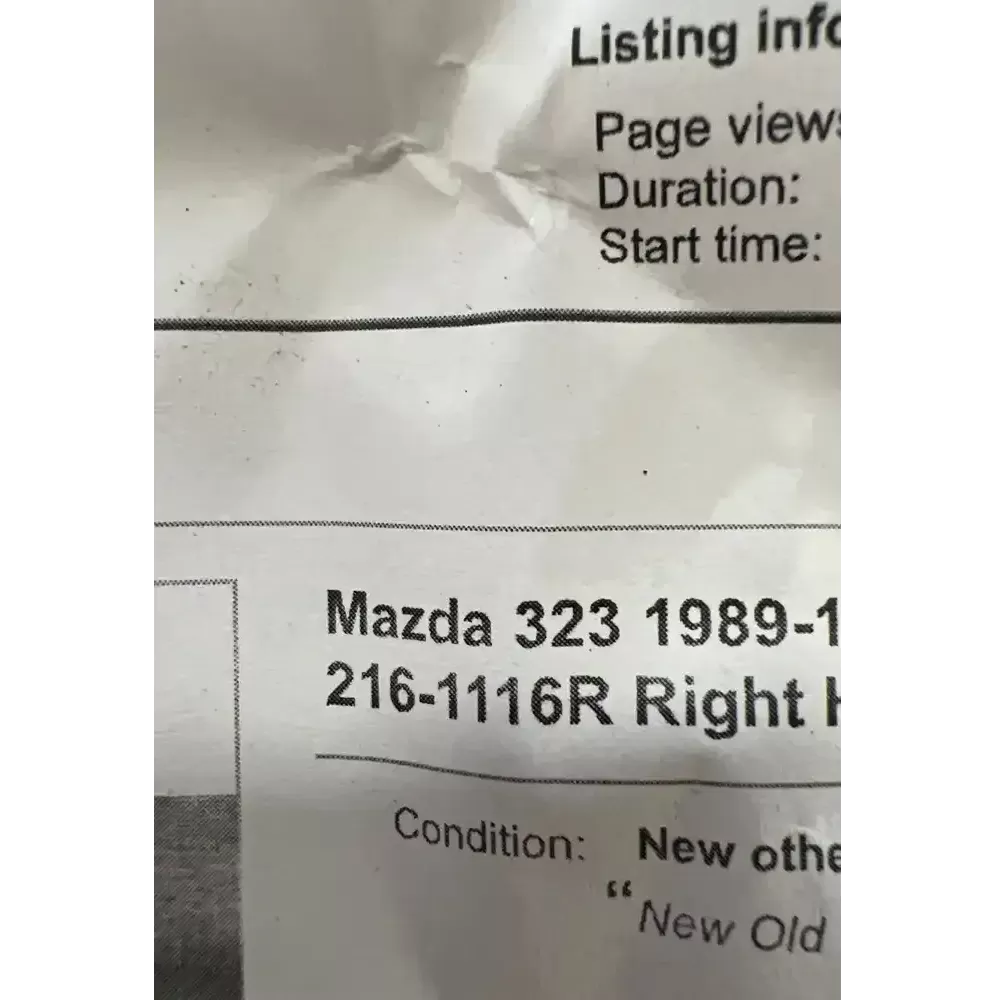 Listing info
Page views
Duration:
Start time:
Mazda 323 1989-1
216-1116R Right H
Condition: New othe
“New Old